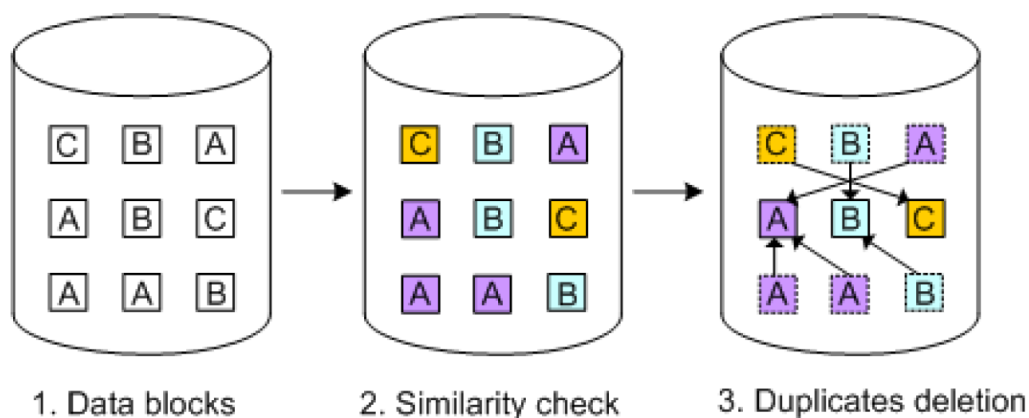 C B A C B A C B A
A B C A B C A B C
A A B A A B A A B
1. Data blocks 2. Similarity check 3. Duplicates deletion